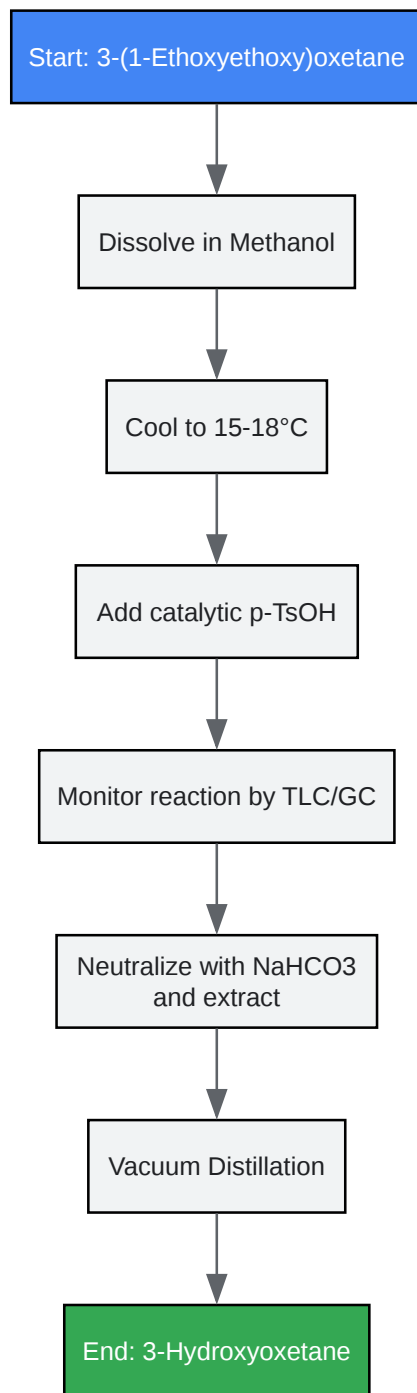 Start: 3-(1-Ethoxyethoxy)oxetane
Dissolve in Methanol
Cool to 15-18°C
Add catalytic p-TsOH
Monitor reaction by TLC/GC
Neutralize with NaHCO3
and extract
Vacuum Distillation
End: 3-Hydroxyoxetane